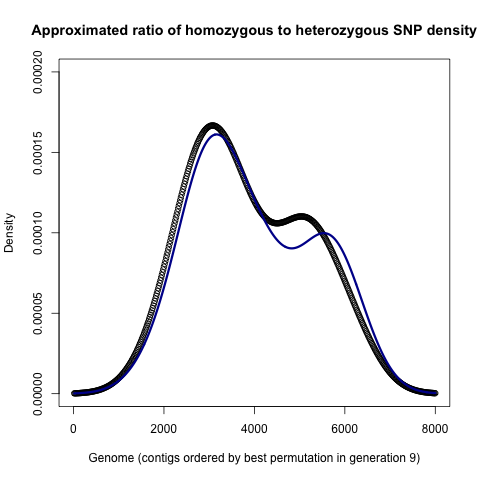 Approximated ratio of homozygous to heterozygous SNP density
0.00020
0.00015
0.00010
0.00005
0.00000
Density
0 2000 4000 6000 8000
Genome (contigs ordered by best permutation in generation 9)